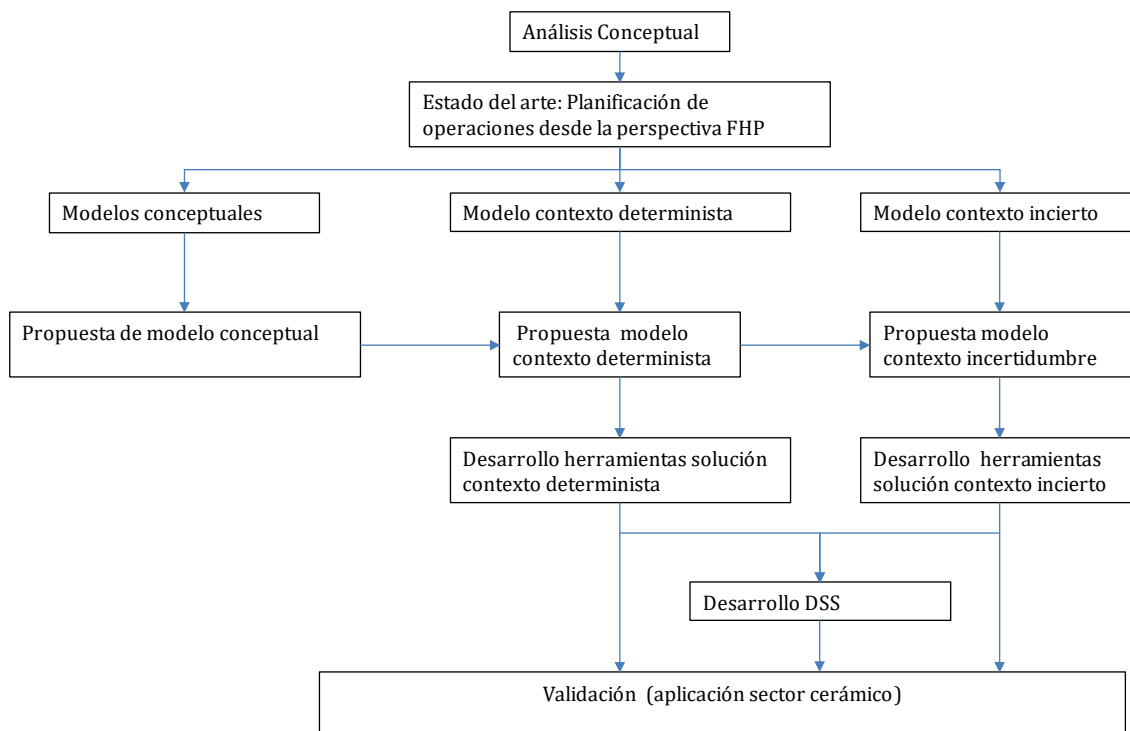 Análisis Conceptual
Estado del arte: Planificación de
operaciones desde la perspectiva FHP
Modelos conceptuales
Modelo contexto determinista
Modelo contexto incierto
Propuesta de modelo conceptual
Propuesta  modelo
contexto determinista
Propuesta modelo
contexto incertidumbre
Desarrollo herramientas solución
contexto determinista
Desarrollo  herramientas
solución contexto incierto
Desarrollo DSS
Validación  (aplicación sector cerámico)